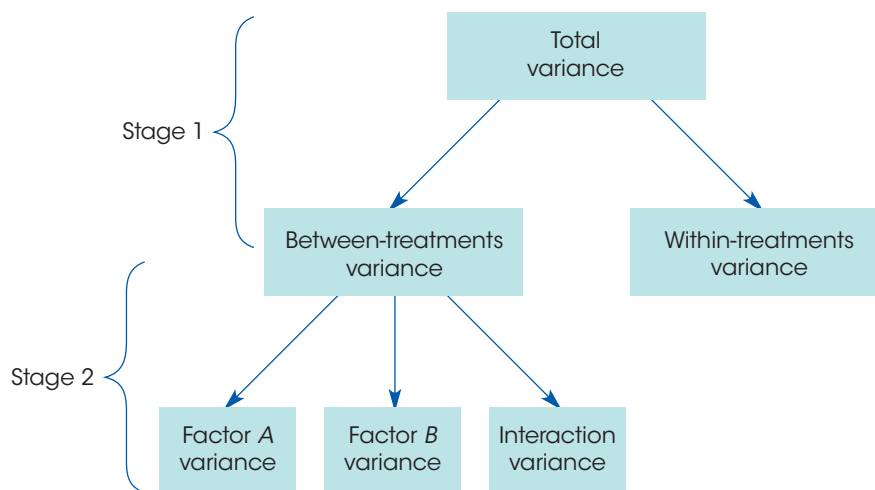 Total
variance
Stage 1
Between-treatments
variance
Within-treatments
variance
Stage 2
Factor A
variance
Factor B
variance
Interaction
variance